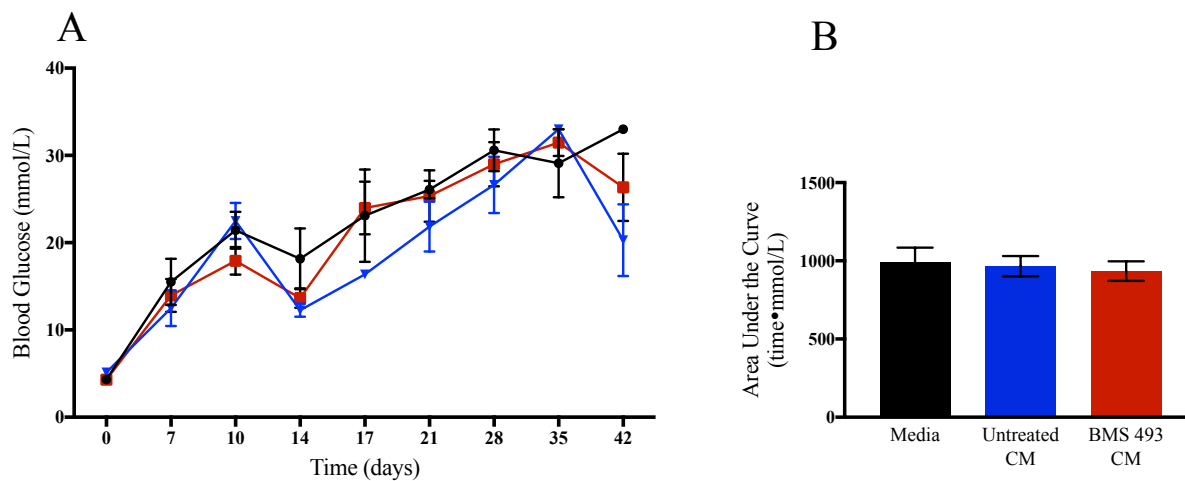 A
Blood Glucose (mmol/L)
40
30
20
10
0
0 7 10 14 17 21 28 35 42
Time (days)
B
Area Under the Curve
(time•mmol/L)
1500
1000
500
0
Media Untreated CM BMS 493 CM